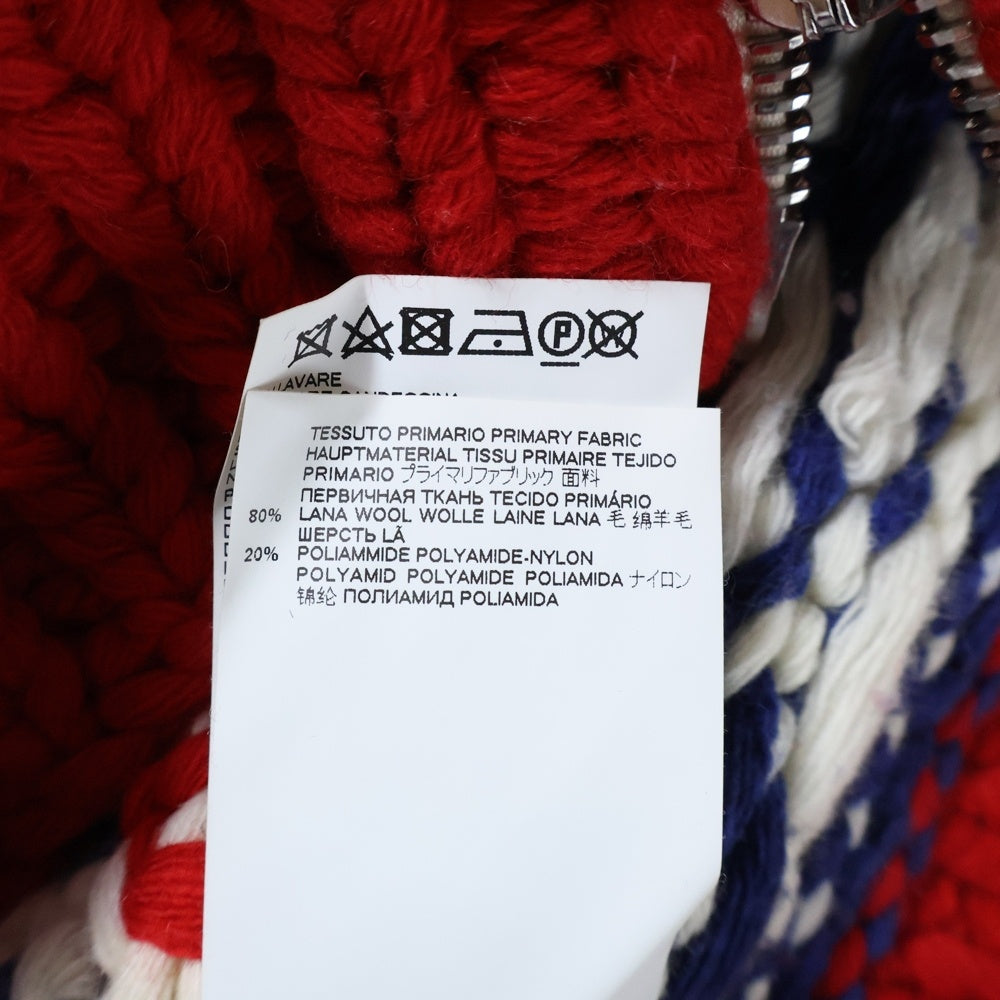 P
AVARE
TESSUTO PRIMARIO PRIMARY FABRIC
HAUPTMATERIAL TISSU PRIMAIRE TEJIDO
PRIMARIO プライマリファブリック 面料
ПЕРВИЧНАЯ ТКАНЬ TECIDO PRIMÁRIO
80% LANA WOOL WOLLE LAINE LANA 毛 绵羊毛
ШЕРСТЬ LÃ
20% POLIAMMIDE POLYAMIDE-NYLON
POLYAMID POLYAMIDE POLIAMIDA ナイロン
锦纶 ПОЛИАМИД POLIAMIDA